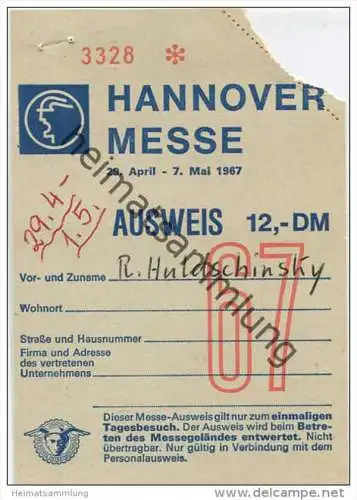 3328 *
HANNOVER
MESSE
29. April - 7. Mai 1967
29.4.-
1.5.
AUSWEIS 12,-DM
67
Vor- und Zuname R. Huldschinsky
Wohnort
Straße und Hausnummer
Firma und Adresse
des vertretenen
Unternehmens
Dieser Messe-Ausweis gilt nur zum einmaligen
Tagesbesuch. Der Ausweis wird beim Betre-
ten des Messegeländes entwertet. Nicht
übertragbar. Nur gültig in Verbindung mit dem
Personalausweis.
heimatsammlung
Heimatsammlung
delcampe.net